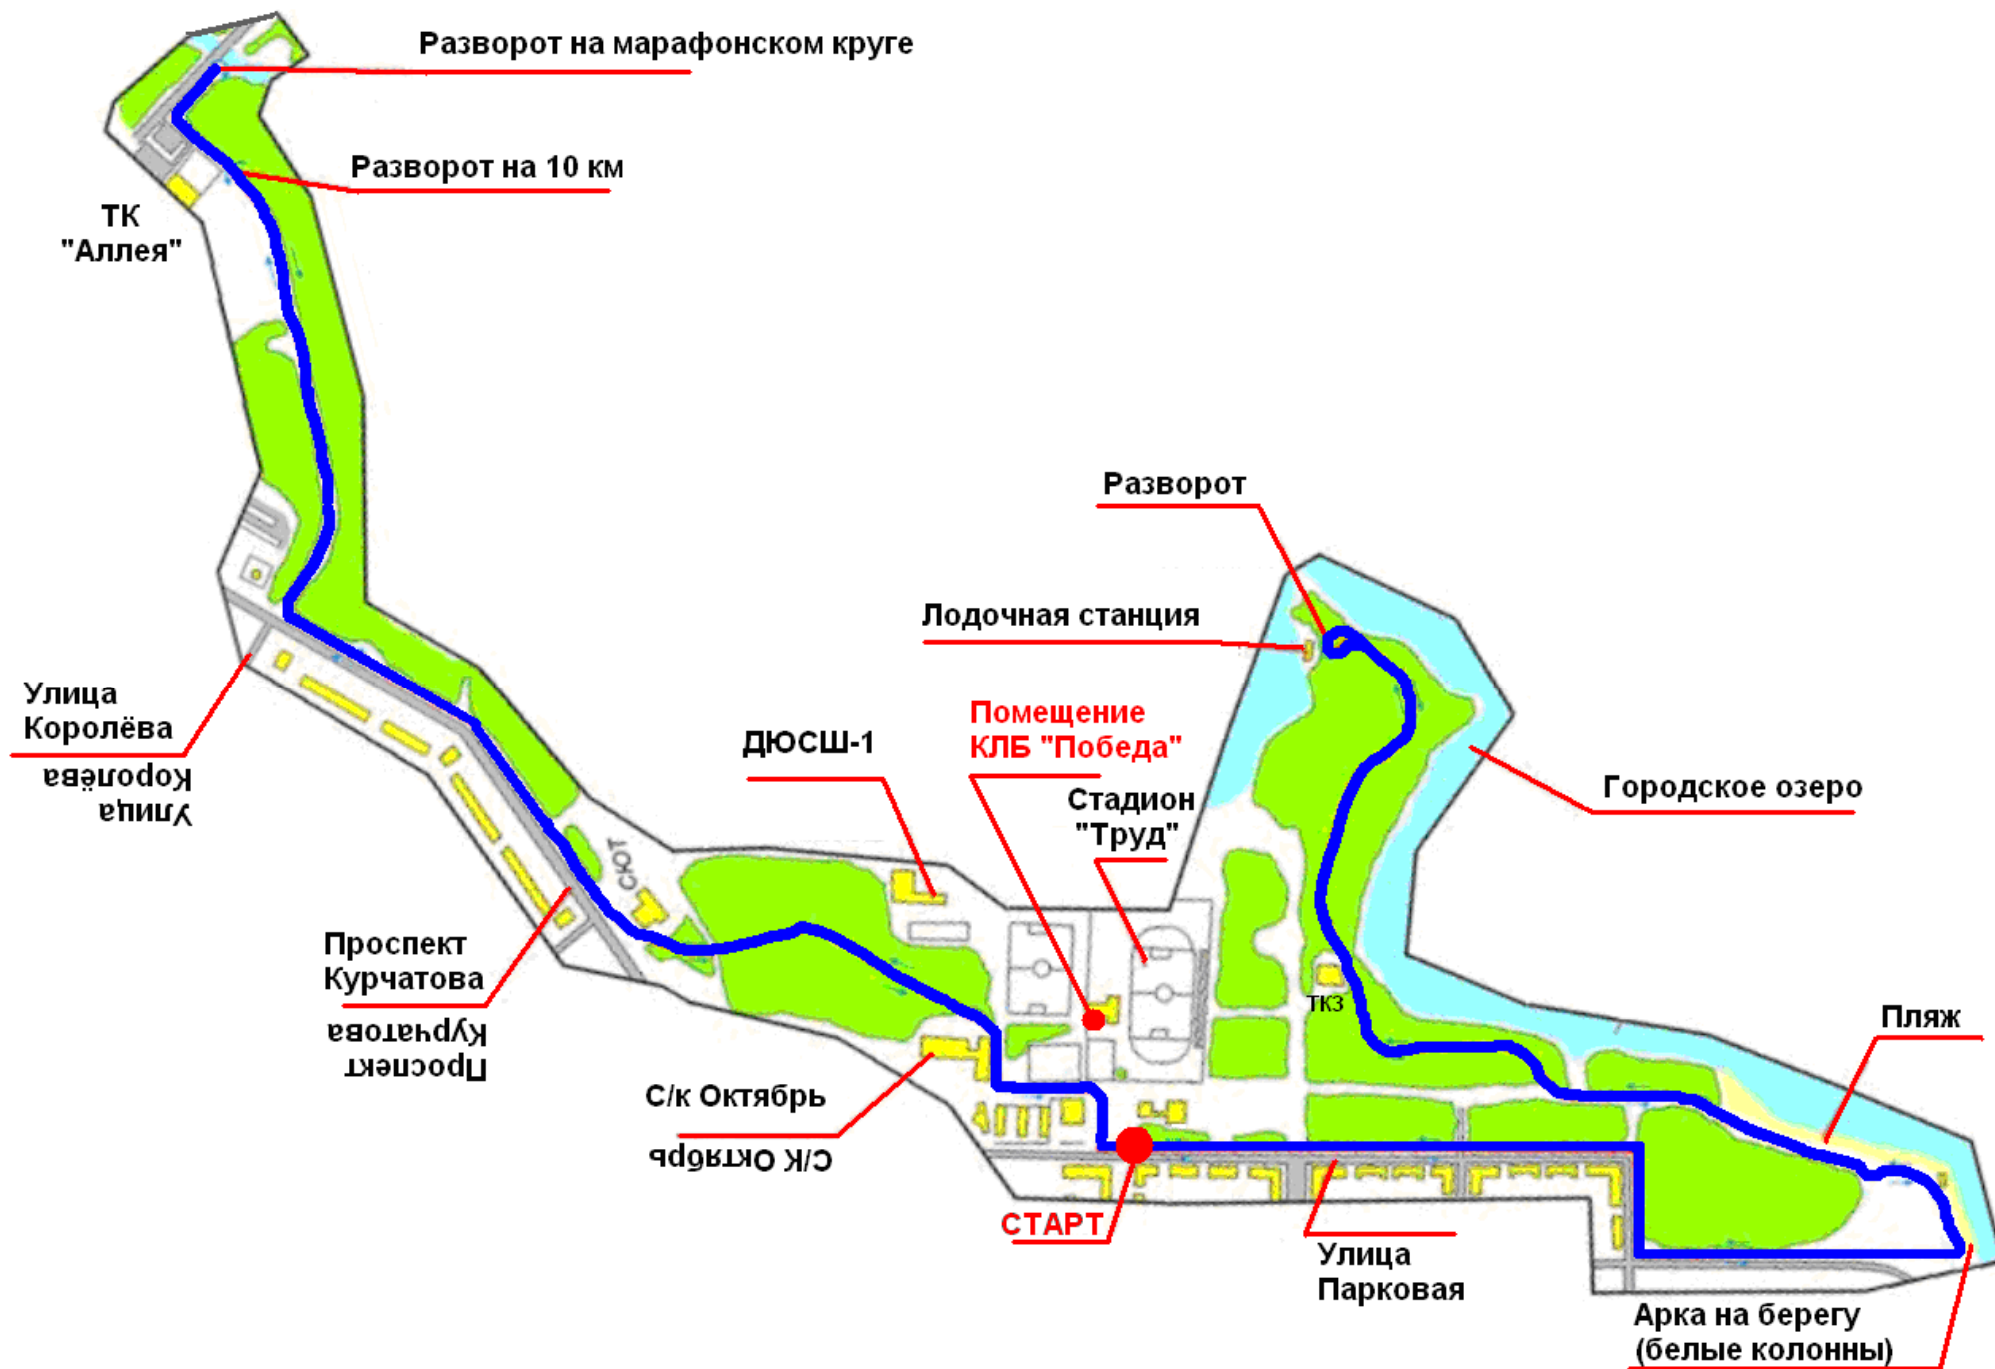 Разворот на марафонском круге
Разворот на 10 км
ТК
"Аллея"
Разворот
Лодочная станция
Улица
Королёва
Улица
Королёва
ДЮСШ-1
Помещение
КЛБ "Победа"
Стадион
"Труд"
Городское озеро
СЮТ
Проспект
Курчатова
Проспект
Курчатова
ТКЗ
Пляж
С/к Октябрь
С/К Октябрь
СТАРТ
Улица
Парковая
Арка на берегу
(белые колонны)